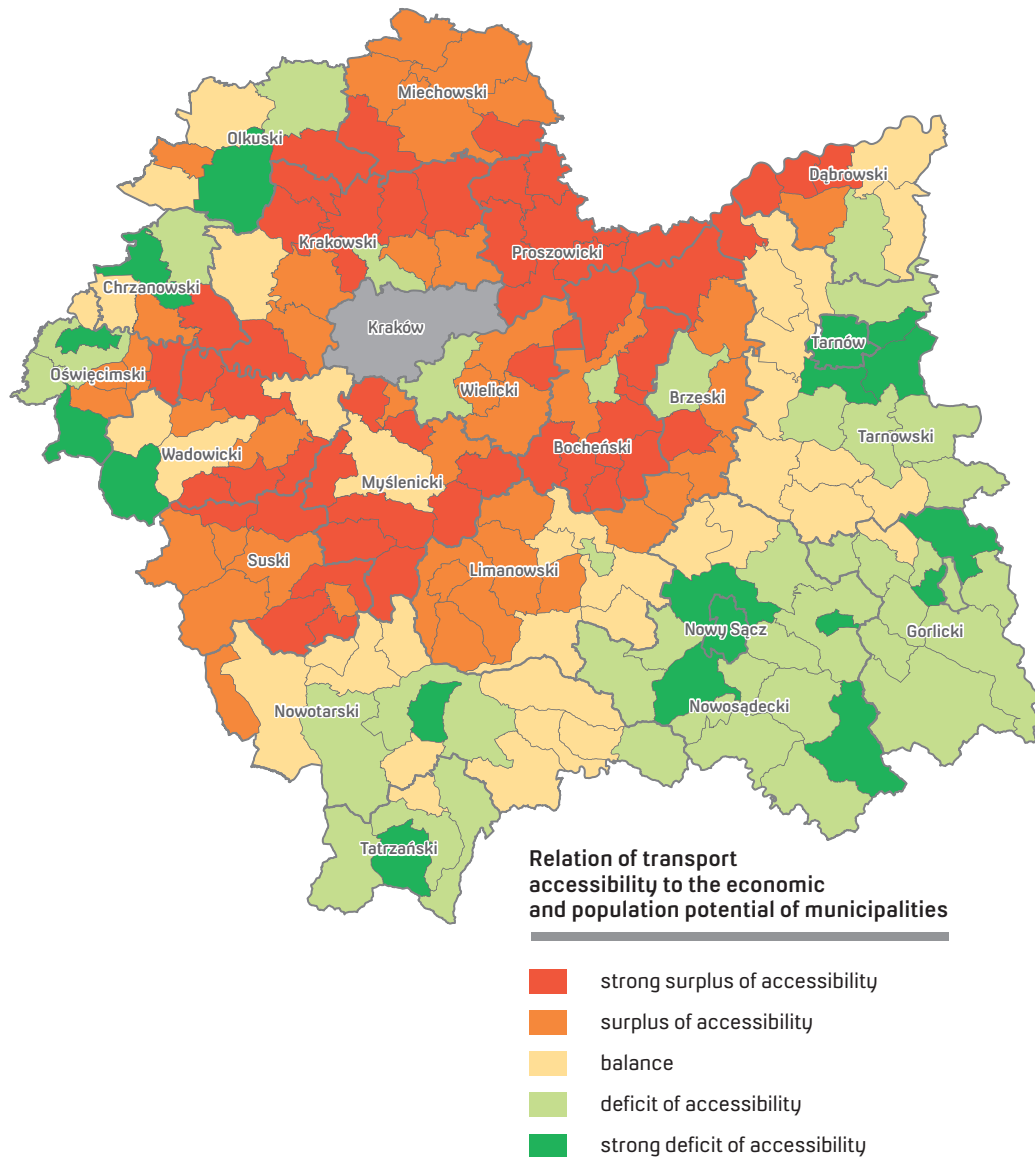 Miechowski
Olkuski
Dąbrowski
Krakowski
Proszowicki
Chrzanowski
Kraków
Tarnów
Oświęcimski
Wielicki
Brzeski
Wadowicki
Bocheński
Tarnowski
Myślenicki
Suski
Limanowski
Nowy Sącz
Gorlicki
Nowotarski
Nowosądecki
Tatrzański
Relation of transport
accessibility to the economic
and population potential of municipalities
strong surplus of accessibility
surplus of accessibility
balance
deficit of accessibility
strong deficit of accessibility